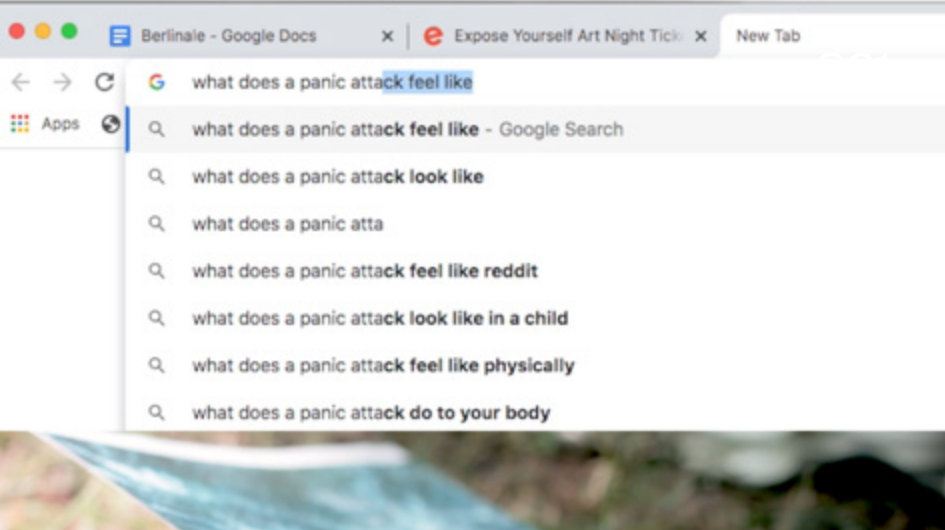 Berlinale - Google Docs
Expose Yourself Art Night Tick
New Tab
what does a panic attack feel like
Apps
what does a panic attack feel like - Google Search
what does a panic attack look like
what does a panic atta
what does a panic attack feel like reddit
what does a panic attack look like in a child
what does a panic attack feel like physically
what does a panic attack do to your body